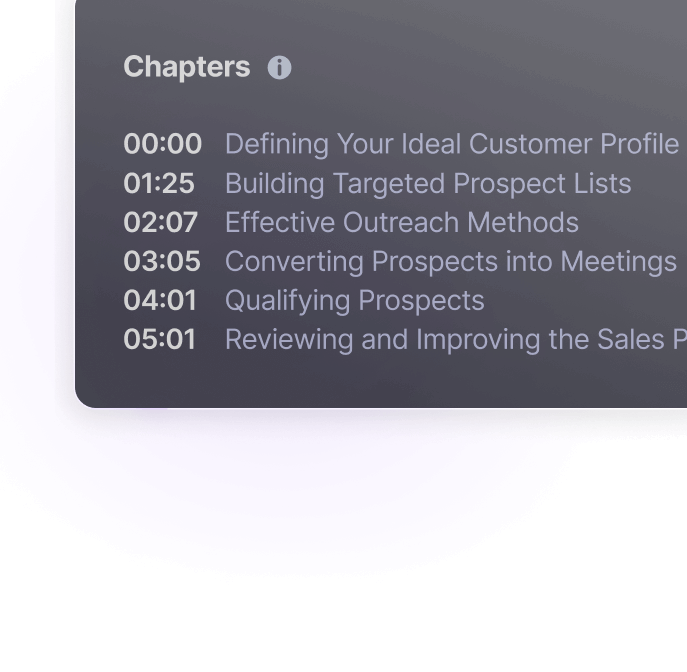 Chapters
00:00 Defining Your Ideal Customer Profile
01:25 Building Targeted Prospect Lists
02:07 Effective Outreach Methods
03:05 Converting Prospects into Meetings
04:01 Qualifying Prospects
05:01 Reviewing and Improving the Sales